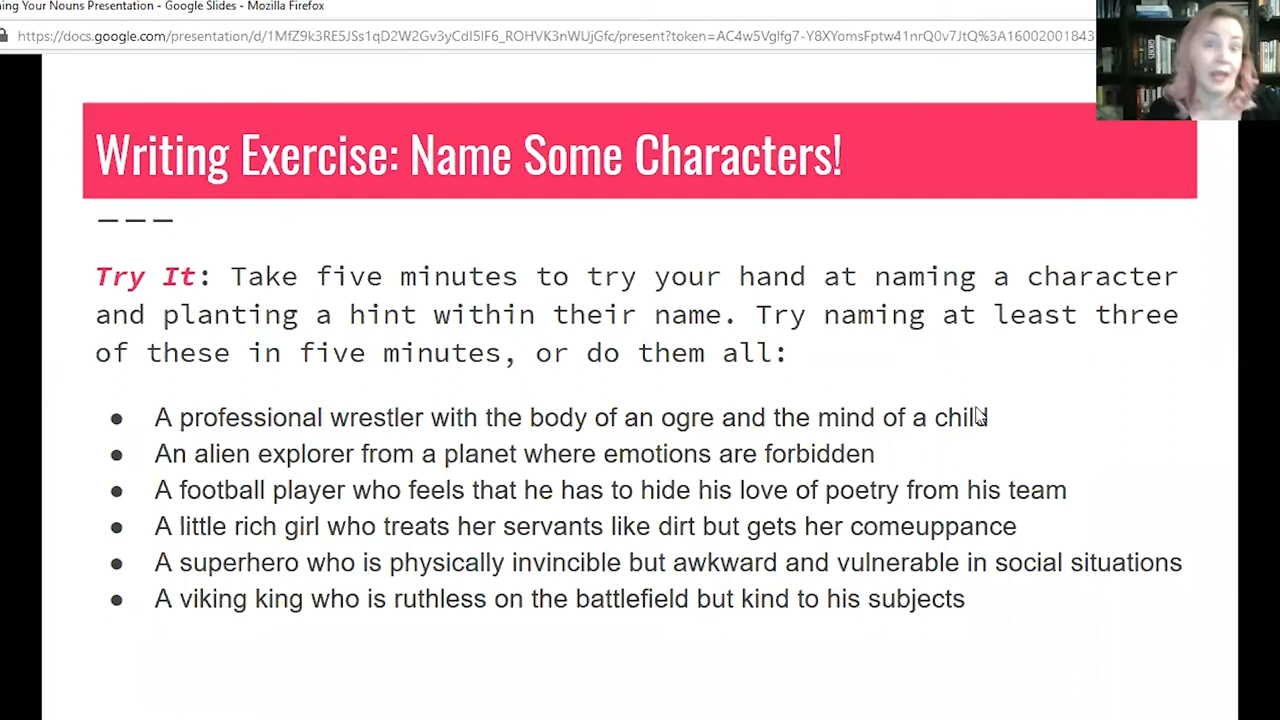 ning Your Nouns Presentation - Google Slides - Mozilla Firefox
https://docs.google.com/presentation/d/1MfZ9k3RE5JSs1qD2W2Gv3yCdI5lF6_ROHVK3nWUjGfc/present?token=AC4w5Vglfg7-Y8XYomsFptw41nrQ0v7JtQ%3A16002001843
Writing Exercise: Name Some Characters!
———
Try It: Take five minutes to try your hand at naming a character
and planting a hint within their name. Try naming at least three
of these in five minutes, or do them all:
● A professional wrestler with the body of an ogre and the mind of a child
● An alien explorer from a planet where emotions are forbidden
● A football player who feels that he has to hide his love of poetry from his team
● A little rich girl who treats her servants like dirt but gets her comeuppance
● A superhero who is physically invincible but awkward and vulnerable in social situations
● A viking king who is ruthless on the battlefield but kind to his subjects